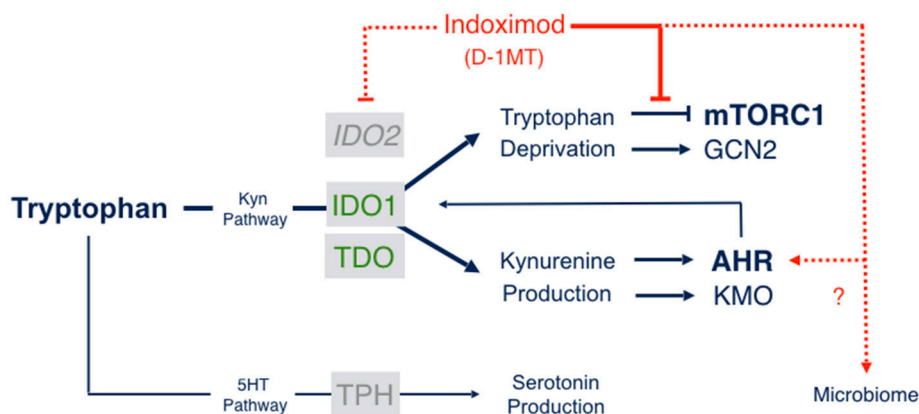 Indoximod
(D-1MT)
IDO2
Tryptophan
Deprivation
mTORC1
GCN2
Tryptophan
Kyn
Pathway
IDO1
TDO
Kynurenine
Production
AHR
KMO
?
5HT
Pathway
TPH
Serotonin
Production
Microbiome